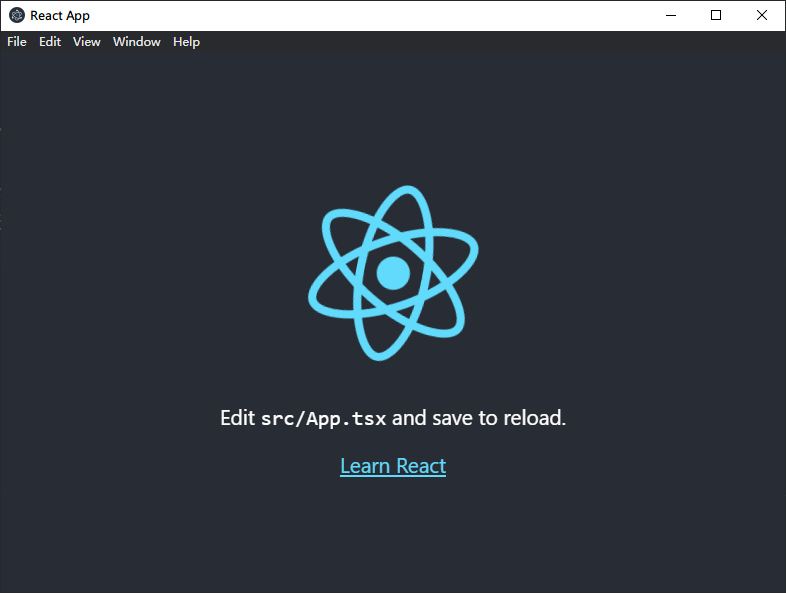 React App
File Edit View Window Help
Edit src/App.tsx and save to reload.
Learn React